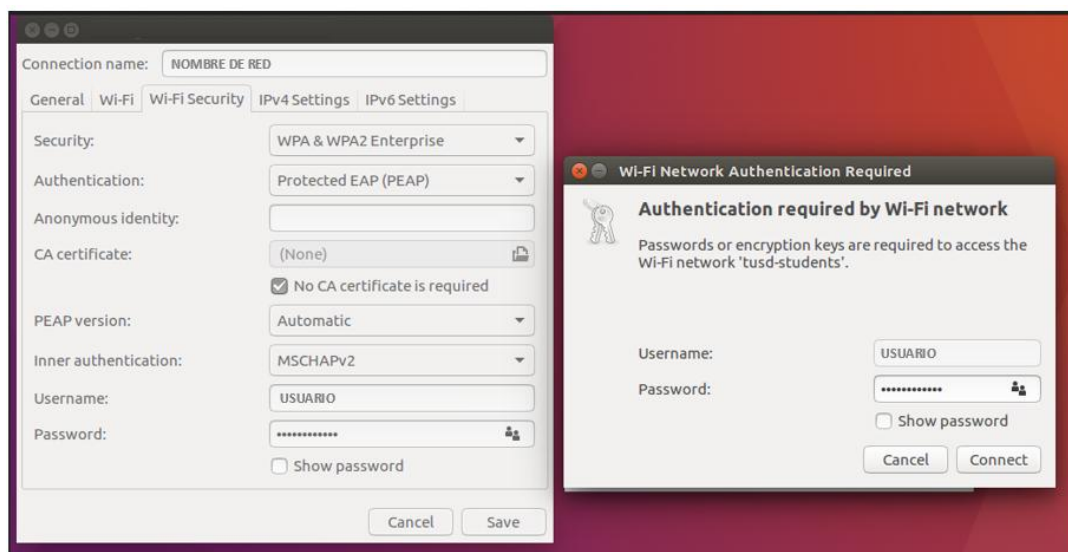 Connection name: NOMBRE DE RED
General Wi-Fi Wi-Fi Security IPv4 Settings IPv6 Settings
Security: WPA & WPA2 Enterprise
Authentication: Protected EAP (PEAP)
Anonymous identity:
CA certificate: (None)
No CA certificate is required
PEAP version: Automatic
Inner authentication: MSCHAPv2
Username: USUARIO
Password: ••••••••••••
Show password
Cancel Save
Wi-Fi Network Authentication Required
Authentication required by Wi-Fi network
Passwords or encryption keys are required to access the
Wi-Fi network 'tusd-students'.
Username: USUARIO
Password: ••••••••••••
Show password
Cancel Connect